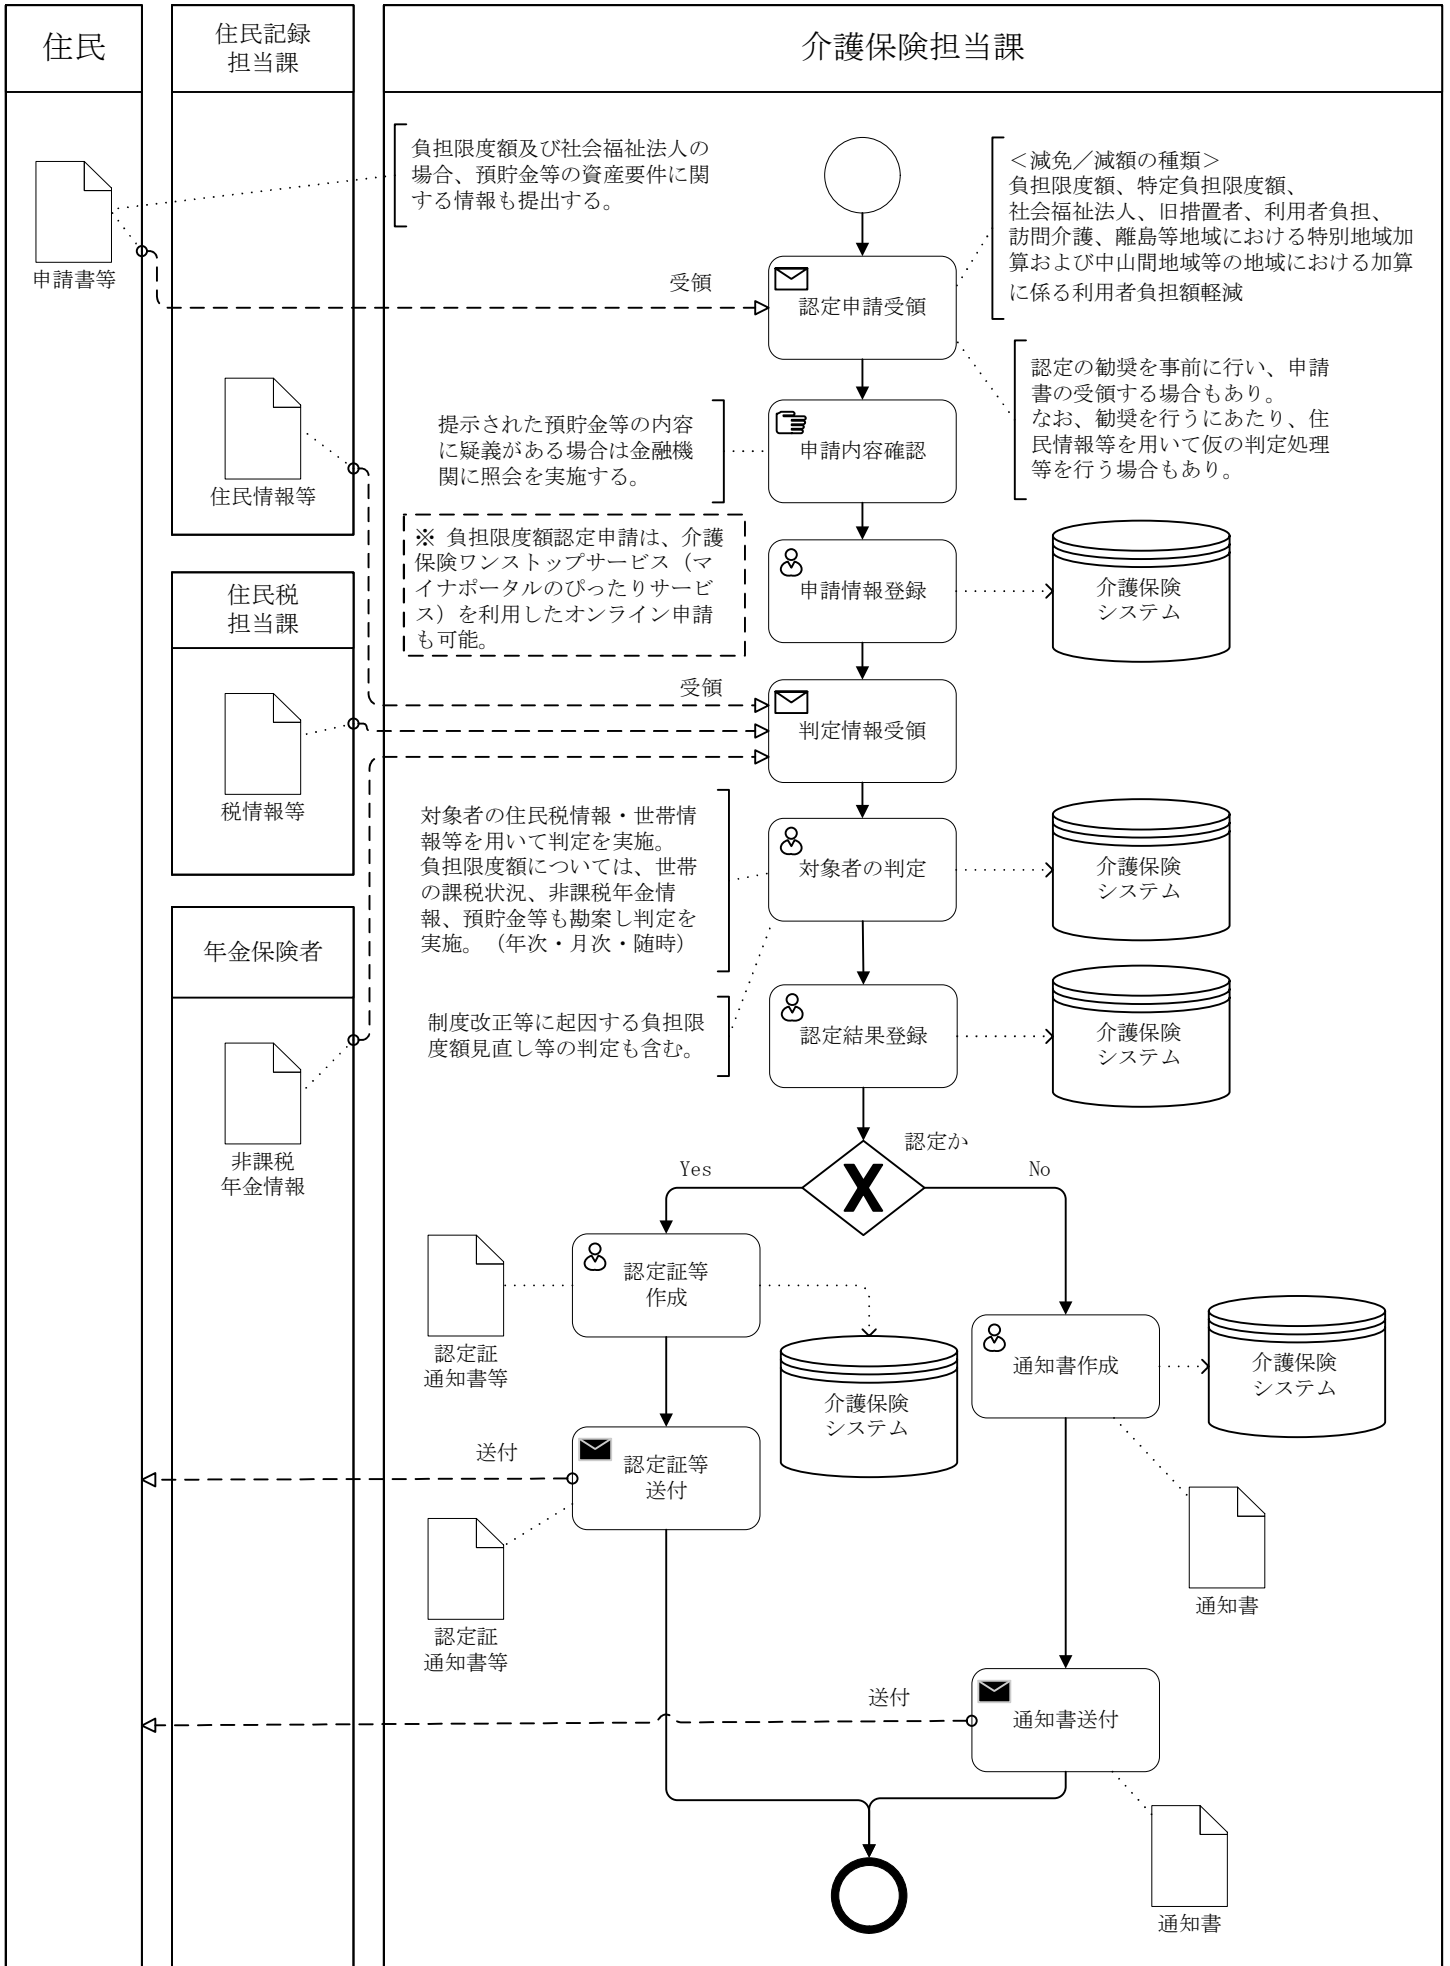 住民
住民記録
担当課
介護保険担当課
負担限度額及び社会福祉法人の
場合、預貯金等の資産要件に関
する情報も提出する。
＜減免／減額の種類＞
負担限度額、特定負担限度額、
社会福祉法人、旧措置者、利用者負担、
訪問介護、離島等地域における特別地域加
算および中山間地域等の地域における加算
に係る利用者負担額軽減
申請書等
受領
認定申請受領
認定の勧奨を事前に行い、申請
書の受領する場合もあり。
なお、勧奨を行うにあたり、住
民情報等を用いて仮の判定処理
等を行う場合もあり。
住民情報等
提示された預貯金等の内容
に疑義がある場合は金融機
関に照会を実施する。
申請内容確認
※ 負担限度額認定申請は、介護
保険ワンストップサービス（マ
イナポータルのぴったりサービ
ス）を利用したオンライン申請
も可能。
申請情報登録
介護保険
システム
住民税
担当課
受領
判定情報受領
税情報等
対象者の住民税情報・世帯情
報等を用いて判定を実施。
負担限度額については、世帯
の課税状況、非課税年金情
報、預貯金等も勘案し判定を
実施。（年次・月次・随時）
対象者の判定
介護保険
システム
年金保険者
制度改正等に起因する負担限
度額見直し等の判定も含む。
認定結果登録
介護保険
システム
非課税
年金情報
認定か
Yes
No
X
認定証等
作成
認定証
通知書等
介護保険
システム
通知書作成
介護保険
システム
送付
認定証等
送付
認定証
通知書等
通知書
送付
通知書送付
通知書